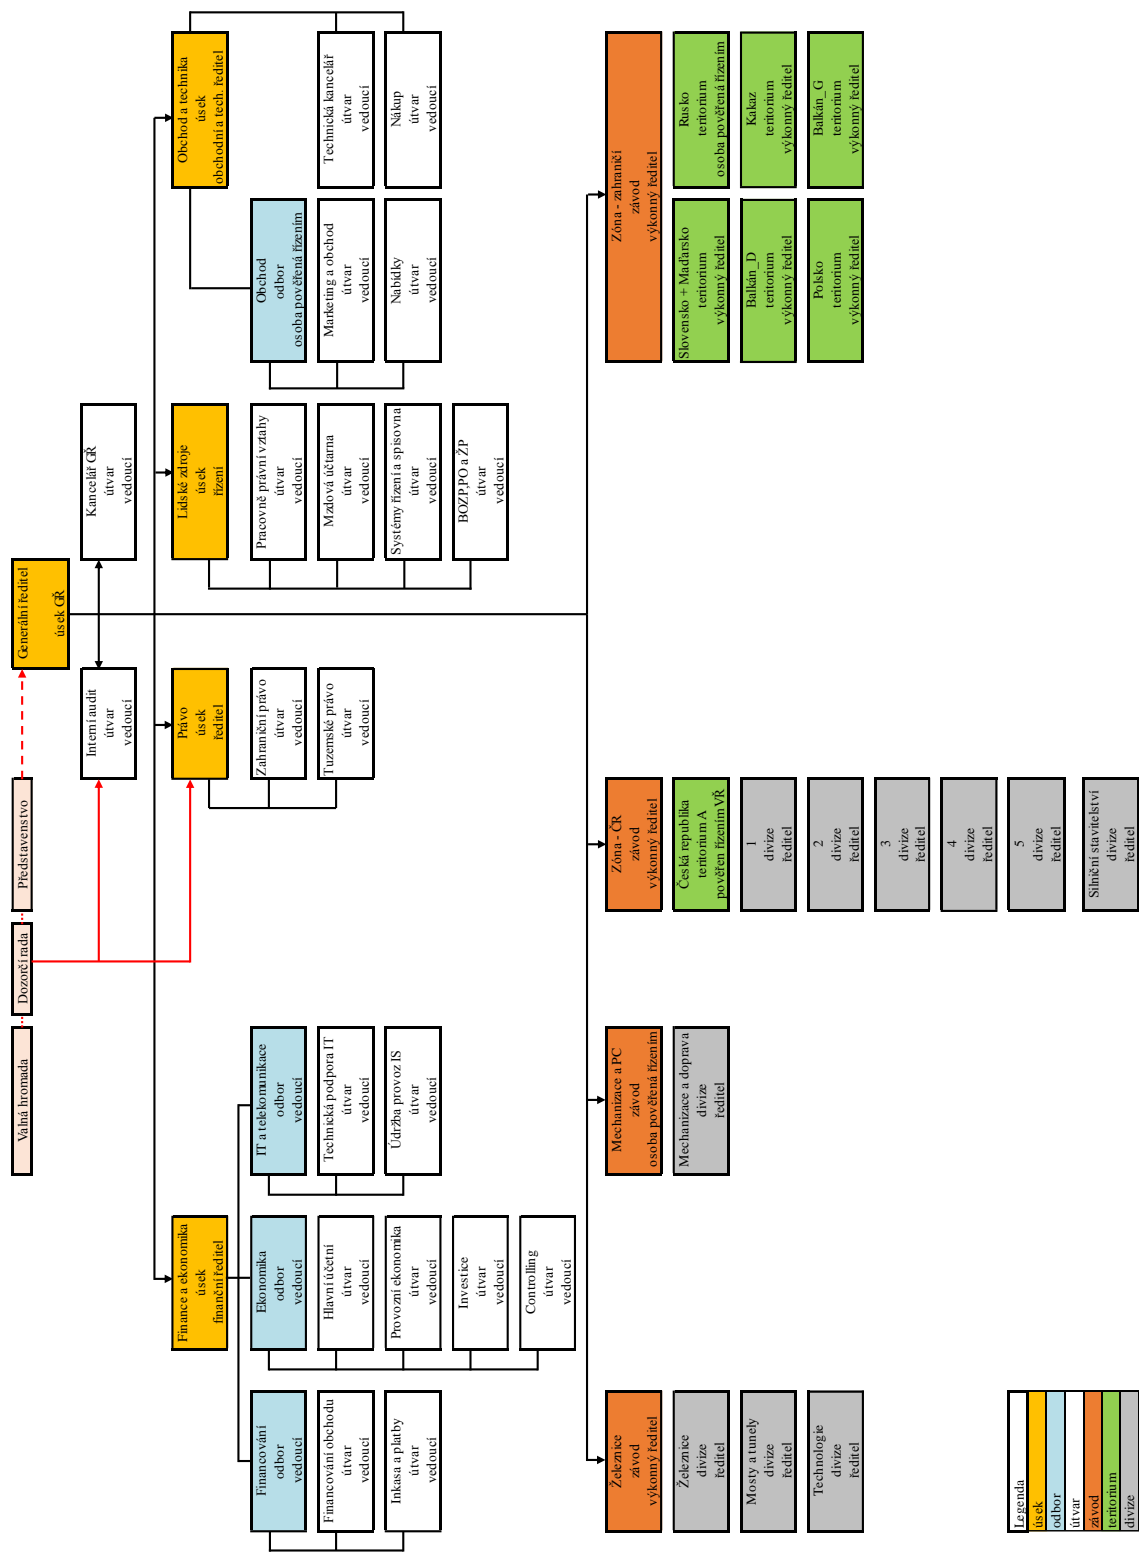 Valná hromada
Dozorčí rada
Představenstvo
Generální ředitel
úsek GŘ
Interní audit
útvar
vedoucí
Kancelář GŘ
útvar
vedoucí
Finance a ekonomika
úsek
finanční ředitel
Právo
úsek
ředitel
Lidské zdroje
úsek
řízení
Obchod a technika
úsek
obchodní a tech. ředitel
Financování
odbor
vedoucí
Financování obchodu
útvar
vedoucí
Inkasa a platby
útvar
vedoucí
Ekonomika
odbor
vedoucí
Hlavní účetní
útvar
vedoucí
Provozní ekonomika
útvar
vedoucí
Investice
útvar
vedoucí
Controlling
útvar
vedoucí
IT a telekomunikace
odbor
vedoucí
Technická podpora IT
útvar
vedoucí
Údržba provoz IS
útvar
vedoucí
Zahraniční právo
útvar
vedoucí
Tuzemské právo
útvar
vedoucí
Pracovně právní vztahy
útvar
vedoucí
Mzdová účtarna
útvar
vedoucí
Systémy řízení a spisovna
útvar
vedoucí
BOZP,PO a ŽP
útvar
vedoucí
Obchod
odbor
osoba pověřená řízením
Marketing a obchod
útvar
vedoucí
Nabídky
útvar
vedoucí
Technická kancelář
útvar
vedoucí
Nákup
útvar
vedoucí
Železnice
závod
výkonný ředitel
Železnice
divize
ředitel
Mosty a tunely
divize
ředitel
Technologie
divize
ředitel
Mechanizace a PC
závod
osoba pověřená řízením
Mechanizace a doprava
divize
ředitel
Zóna - ČR
závod
výkonný ředitel
Česká republika
teritorium A
pověřen řízením VŘ
1
divize
ředitel
2
divize
ředitel
3
divize
ředitel
4
divize
ředitel
5
divize
ředitel
Silniční stavitelství
divize
ředitel
Zóna - zahraničí
závod
výkonný ředitel
Slovensko + Maďarsko
teritorium
výkonný ředitel
Rusko
teritorium
osoba pověřená řízením
Balkán_D
teritorium
výkonný ředitel
Kakaz
teritorium
výkonný ředitel
Polsko
teritorium
výkonný ředitel
Balkán_G
teritorium
výkonný ředitel
Legenda
úsek
odbor
útvar
závod
teritorium
divize